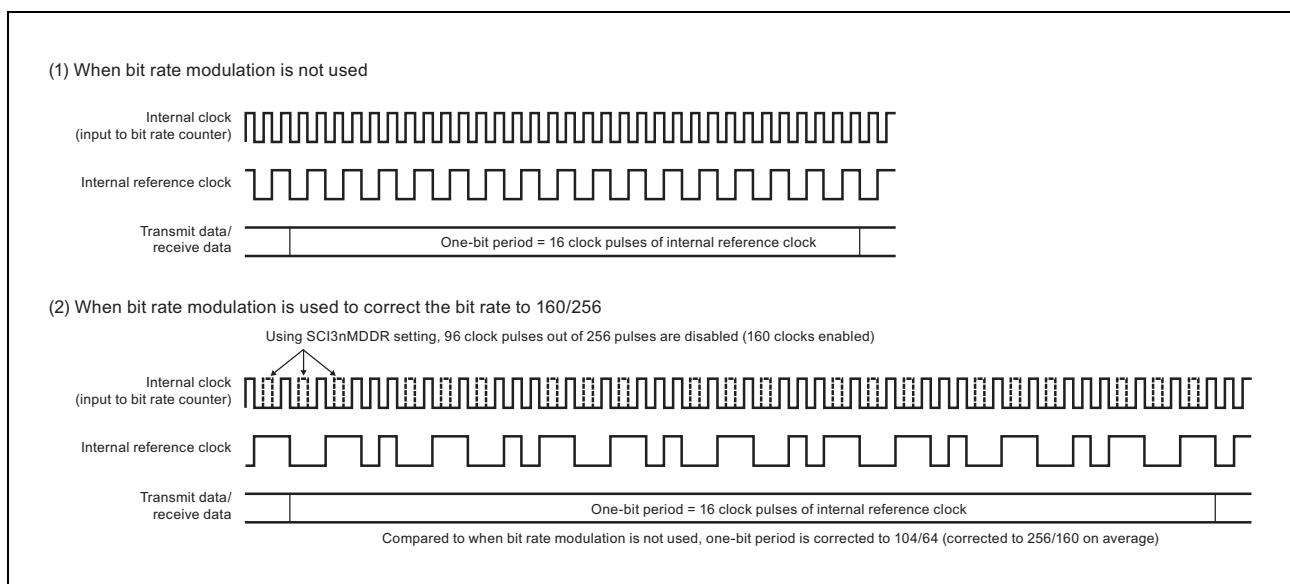 (1) When bit rate modulation is not used
Internal clock
(input to bit rate counter)
Internal reference clock
Transmit data/
receive data
One-bit period = 16 clock pulses of internal reference clock
(2) When bit rate modulation is used to correct the bit rate to 160/256
Using SCI3nMDDR setting, 96 clock pulses out of 256 pulses are disabled (160 clocks enabled)
Internal clock
(input to bit rate counter)
Internal reference clock
Transmit data/
receive data
One-bit period = 16 clock pulses of internal reference clock
Compared to when bit rate modulation is not used, one-bit period is corrected to 104/64 (corrected to 256/160 on average)